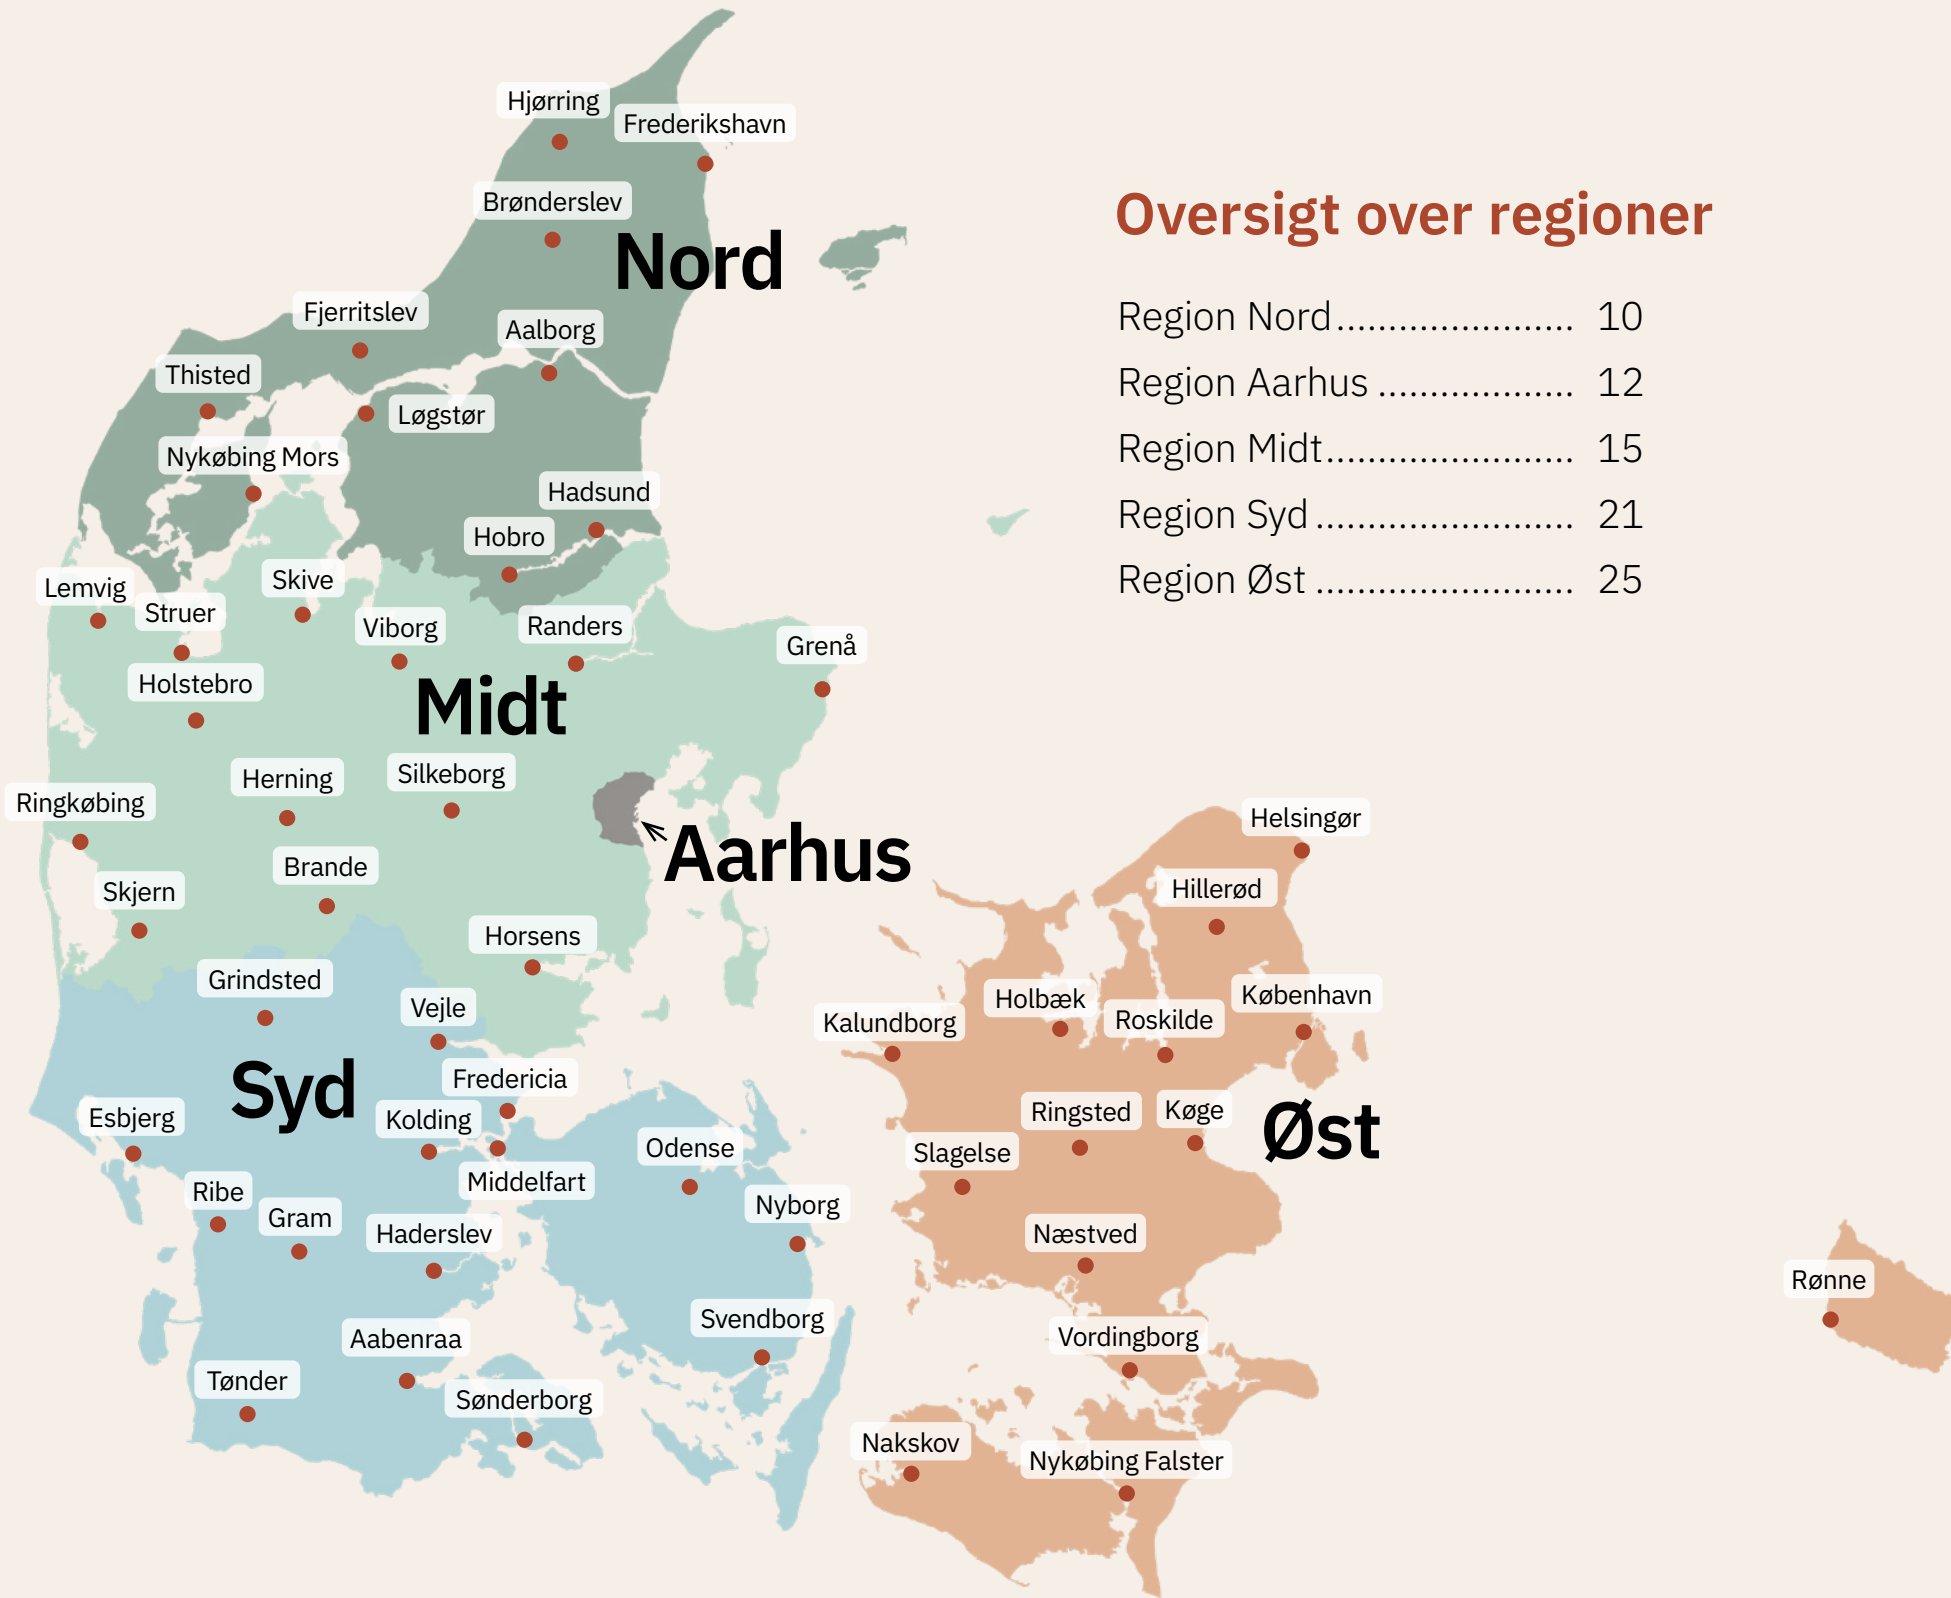 Hjørring
Frederikshavn
Brønderslev
Nord
Fjerritslev
Aalborg
Thisted
Løgstør
Nykøbing Mors
Hadsund
Hobro
Lemvig
Skive
Struer
Viborg
Randers
Grenå
Holstebro
Midt
Herning
Silkeborg
Ringkøbing
Aarhus
Brande
Skjern
Horsens
Grindsted
Vejle
Syd
Fredericia
Esbjerg
Kolding
Middelfart
Odense
Ribe
Gram
Haderslev
Nyborg
Aabenraa
Svendborg
Tønder
Sønderborg
Oversigt over regioner
Region Nord....................... 10
Region Aarhus ................... 12
Region Midt........................ 15
Region Syd ......................... 21
Region Øst ......................... 25
Helsingør
Hillerød
Holbæk
København
Kalundborg
Roskilde
Ringsted
Køge
Øst
Slagelse
Næstved
Vordingborg
Nakskov
Nykøbing Falster
Rønne